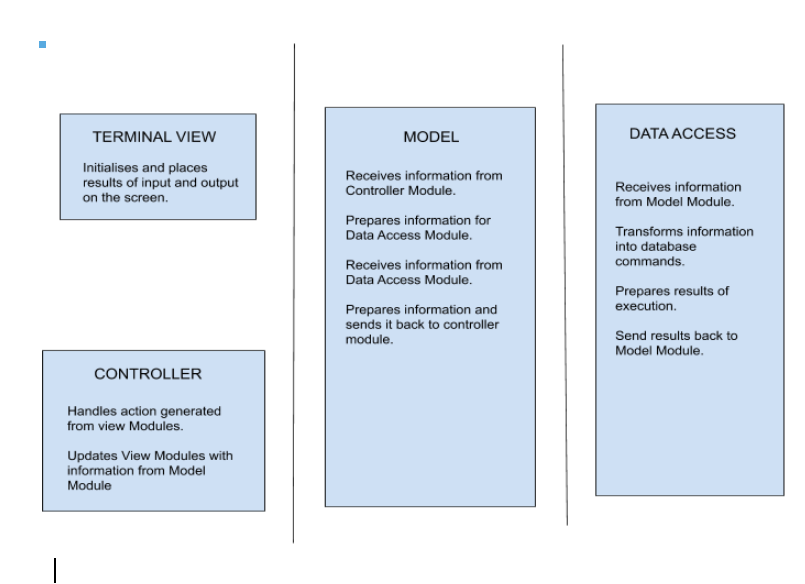 TERMINAL VIEW
Initialises and places
results of input and output
on the screen.
CONTROLLER
Handles action generated
from view Modules.
Updates View Modules with
information from Model
Module
MODEL
Receives information from
Controller Module.
Prepares information for
Data Access Module.
Receives information from
Data Access Module.
Prepares information and
sends it back to controller
module.
DATA ACCESS
Receives information
from Model Module.
Transforms information
into database
commands.
Prepares results of
execution.
Send results back to
Model Module.